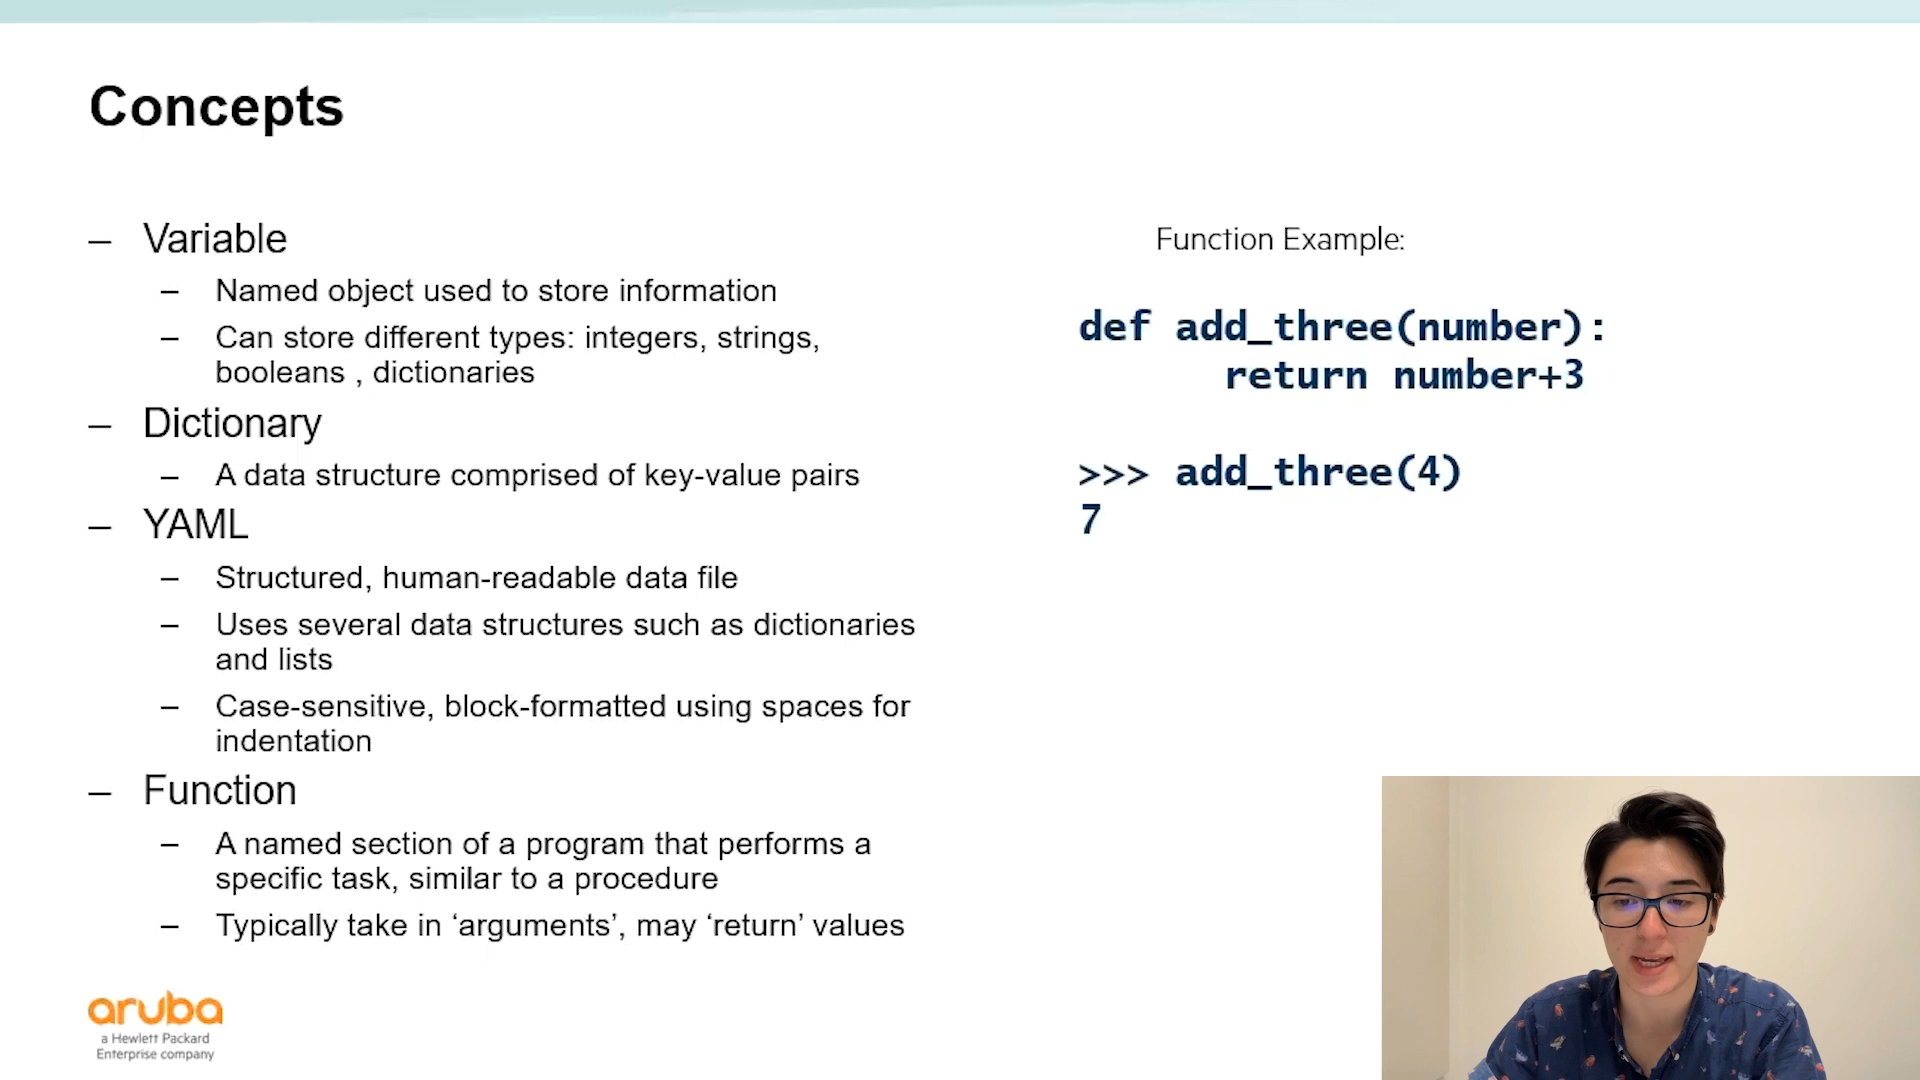 Concepts
– Variable
– Named object used to store information
– Can store different types: integers, strings,
booleans , dictionaries
– Dictionary
– A data structure comprised of key-value pairs
– YAML
– Structured, human-readable data file
– Uses several data structures such as dictionaries
and lists
– Case-sensitive, block-formatted using spaces for
indentation
– Function
– A named section of a program that performs a
specific task, similar to a procedure
– Typically take in ‘arguments’, may ‘return’ values
Function Example:
def add_three(number):
return number+3
>>> add_three(4)
7
aruba
a Hewlett Packard
Enterprise company